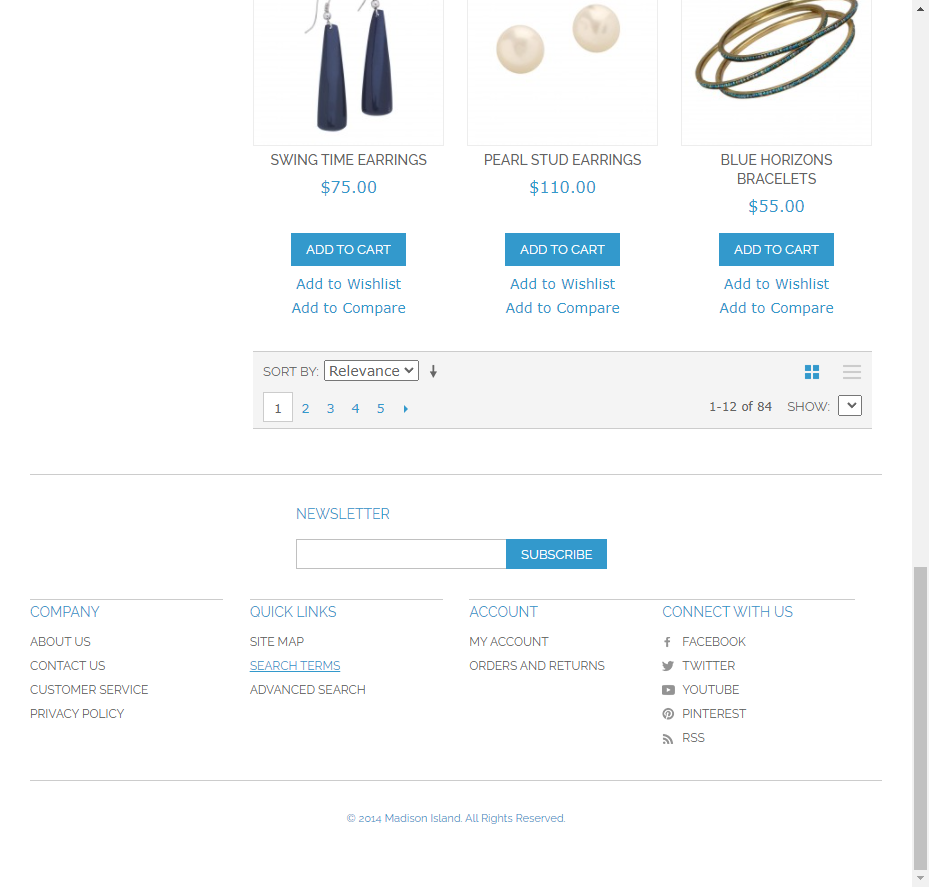 SWING TIME EARRINGS
$75.00
ADD TO CART
Add to Wishlist
Add to Compare
PEARL STUD EARRINGS
$110.00
ADD TO CART
Add to Wishlist
Add to Compare
BLUE HORIZONS
BRACELETS
$55.00
ADD TO CART
Add to Wishlist
Add to Compare
SORT BY: Relevance
1 2 3 4 5
1-12 of 84 SHOW:
NEWSLETTER
SUBSCRIBE
COMPANY
ABOUT US
CONTACT US
CUSTOMER SERVICE
PRIVACY POLICY
QUICK LINKS
SITE MAP
SEARCH TERMS
ADVANCED SEARCH
ACCOUNT
MY ACCOUNT
ORDERS AND RETURNS
CONNECT WITH US
FACEBOOK
TWITTER
YOUTUBE
PINTEREST
RSS
© 2014 Madison Island. All Rights Reserved.